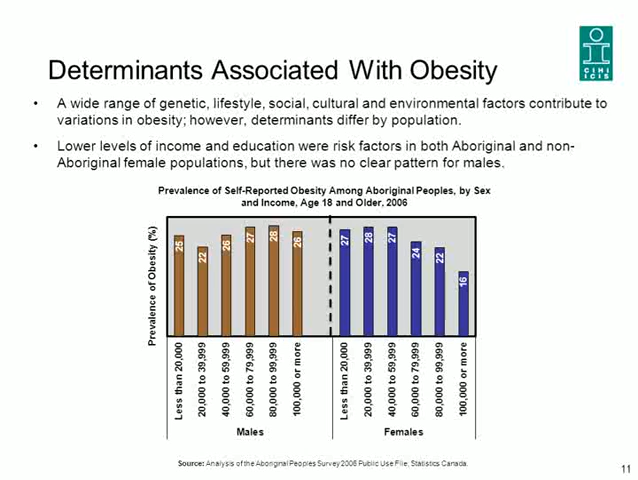 CIHI
ICIS
Determinants Associated With Obesity
• A wide range of genetic, lifestyle, social, cultural and environmental factors contribute to
variations in obesity; however, determinants differ by population.
• Lower levels of income and education were risk factors in both Aboriginal and non-
Aboriginal female populations, but there was no clear pattern for males.
Prevalence of Self-Reported Obesity Among Aboriginal Peoples, by Sex
and Income, Age 18 and Older, 2006
Prevalence of Obesity (%)
25
22
26
27
28
26
27
28
27
24
22
16
Less than 20,000
20,000 to 39,999
40,000 to 59,999
60,000 to 79,999
80,000 to 99,999
100,000 or more
Less than 20,000
20,000 to 39,999
40,000 to 59,999
60,000 to 79,999
80,000 to 99,999
100,000 or more
Males
Females
Source: Analysis of the Aboriginal Peoples Survey 2006 Public Use File, Statistics Canada.
11